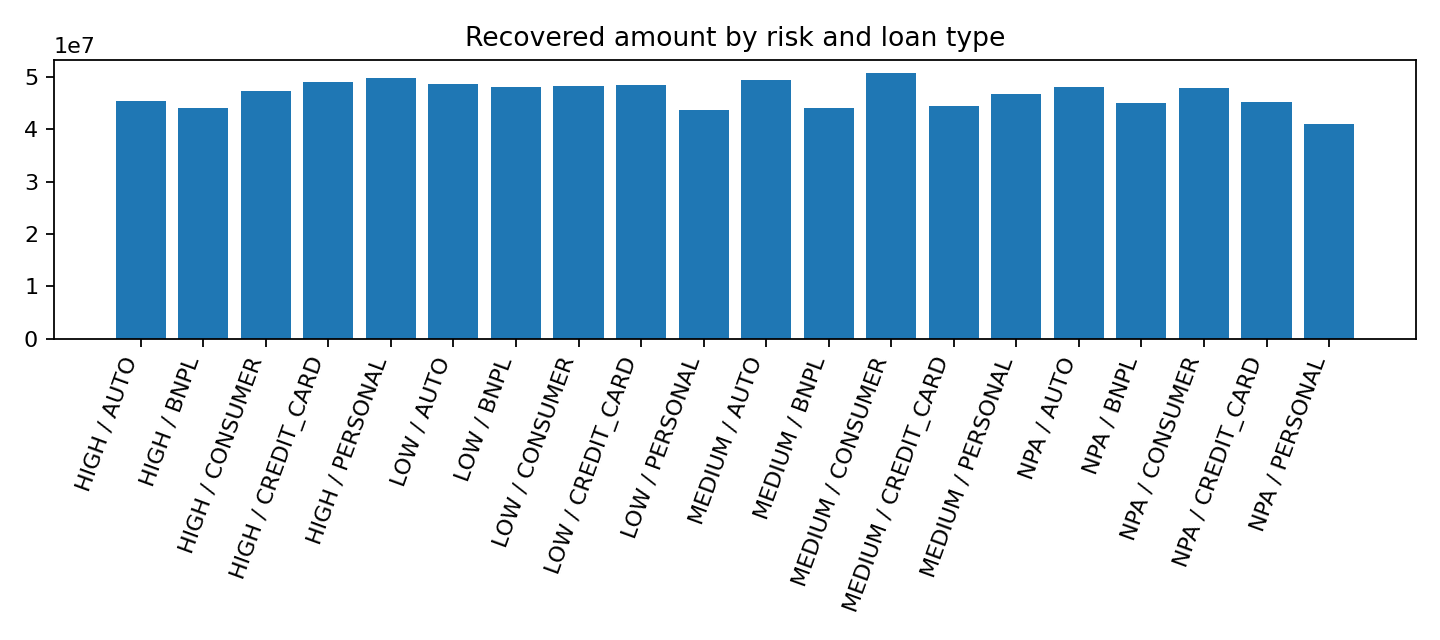 Recovered amount by risk and loan type
1e7
5
4
3
2
1
0
HIGH / AUTO
HIGH / BNPL
HIGH / CONSUMER
HIGH / CREDIT_CARD
HIGH / PERSONAL
LOW / AUTO
LOW / BNPL
LOW / CONSUMER
LOW / CREDIT_CARD
LOW / PERSONAL
MEDIUM / AUTO
MEDIUM / BNPL
MEDIUM / CONSUMER
MEDIUM / CREDIT_CARD
MEDIUM / PERSONAL
NPA / AUTO
NPA / BNPL
NPA / CONSUMER
NPA / CREDIT_CARD
NPA / PERSONAL